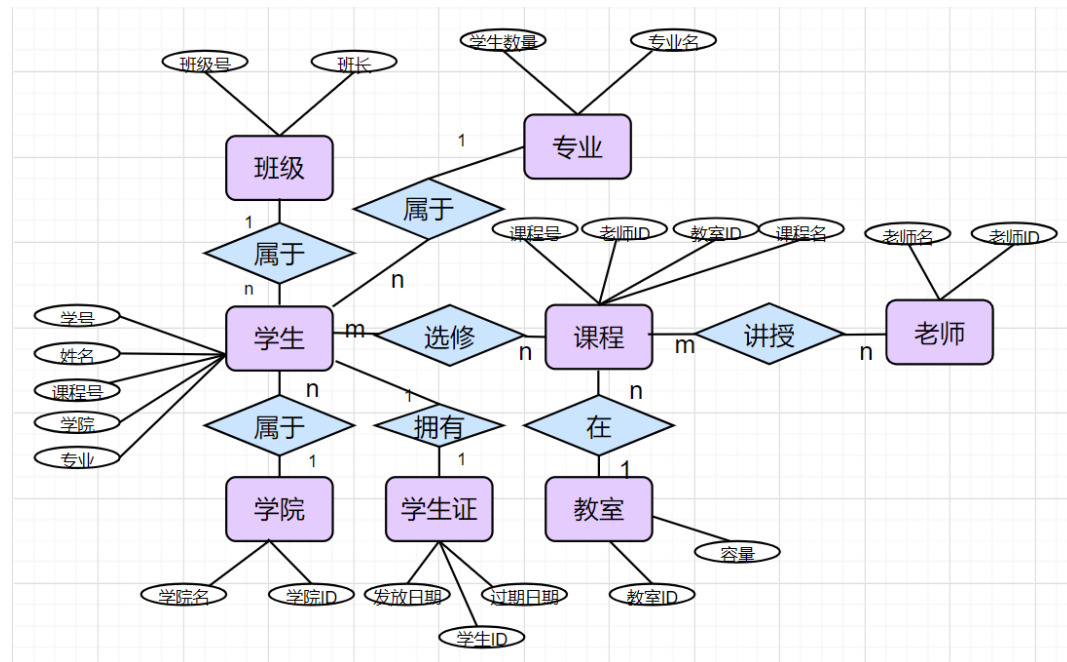 学生数量
专业名
班级号
班长
1
专业
班级
属于
1
课程号
老师ID
教室ID
课程名
老师名
老师ID
属于
n
n
学号
学生
m
选修
n
课程
m
讲授
n
老师
姓名
课程号
n
1
n
学院
属于
拥有
在
专业
1
1
1
学院
学生证
教室
容量
学院名
学院ID
发放日期
过期日期
教室ID
学生ID